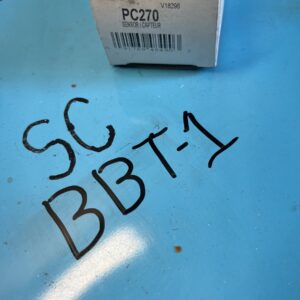 V18296
PC270
SENSOR / CAPTEUR
SC
BBT-1